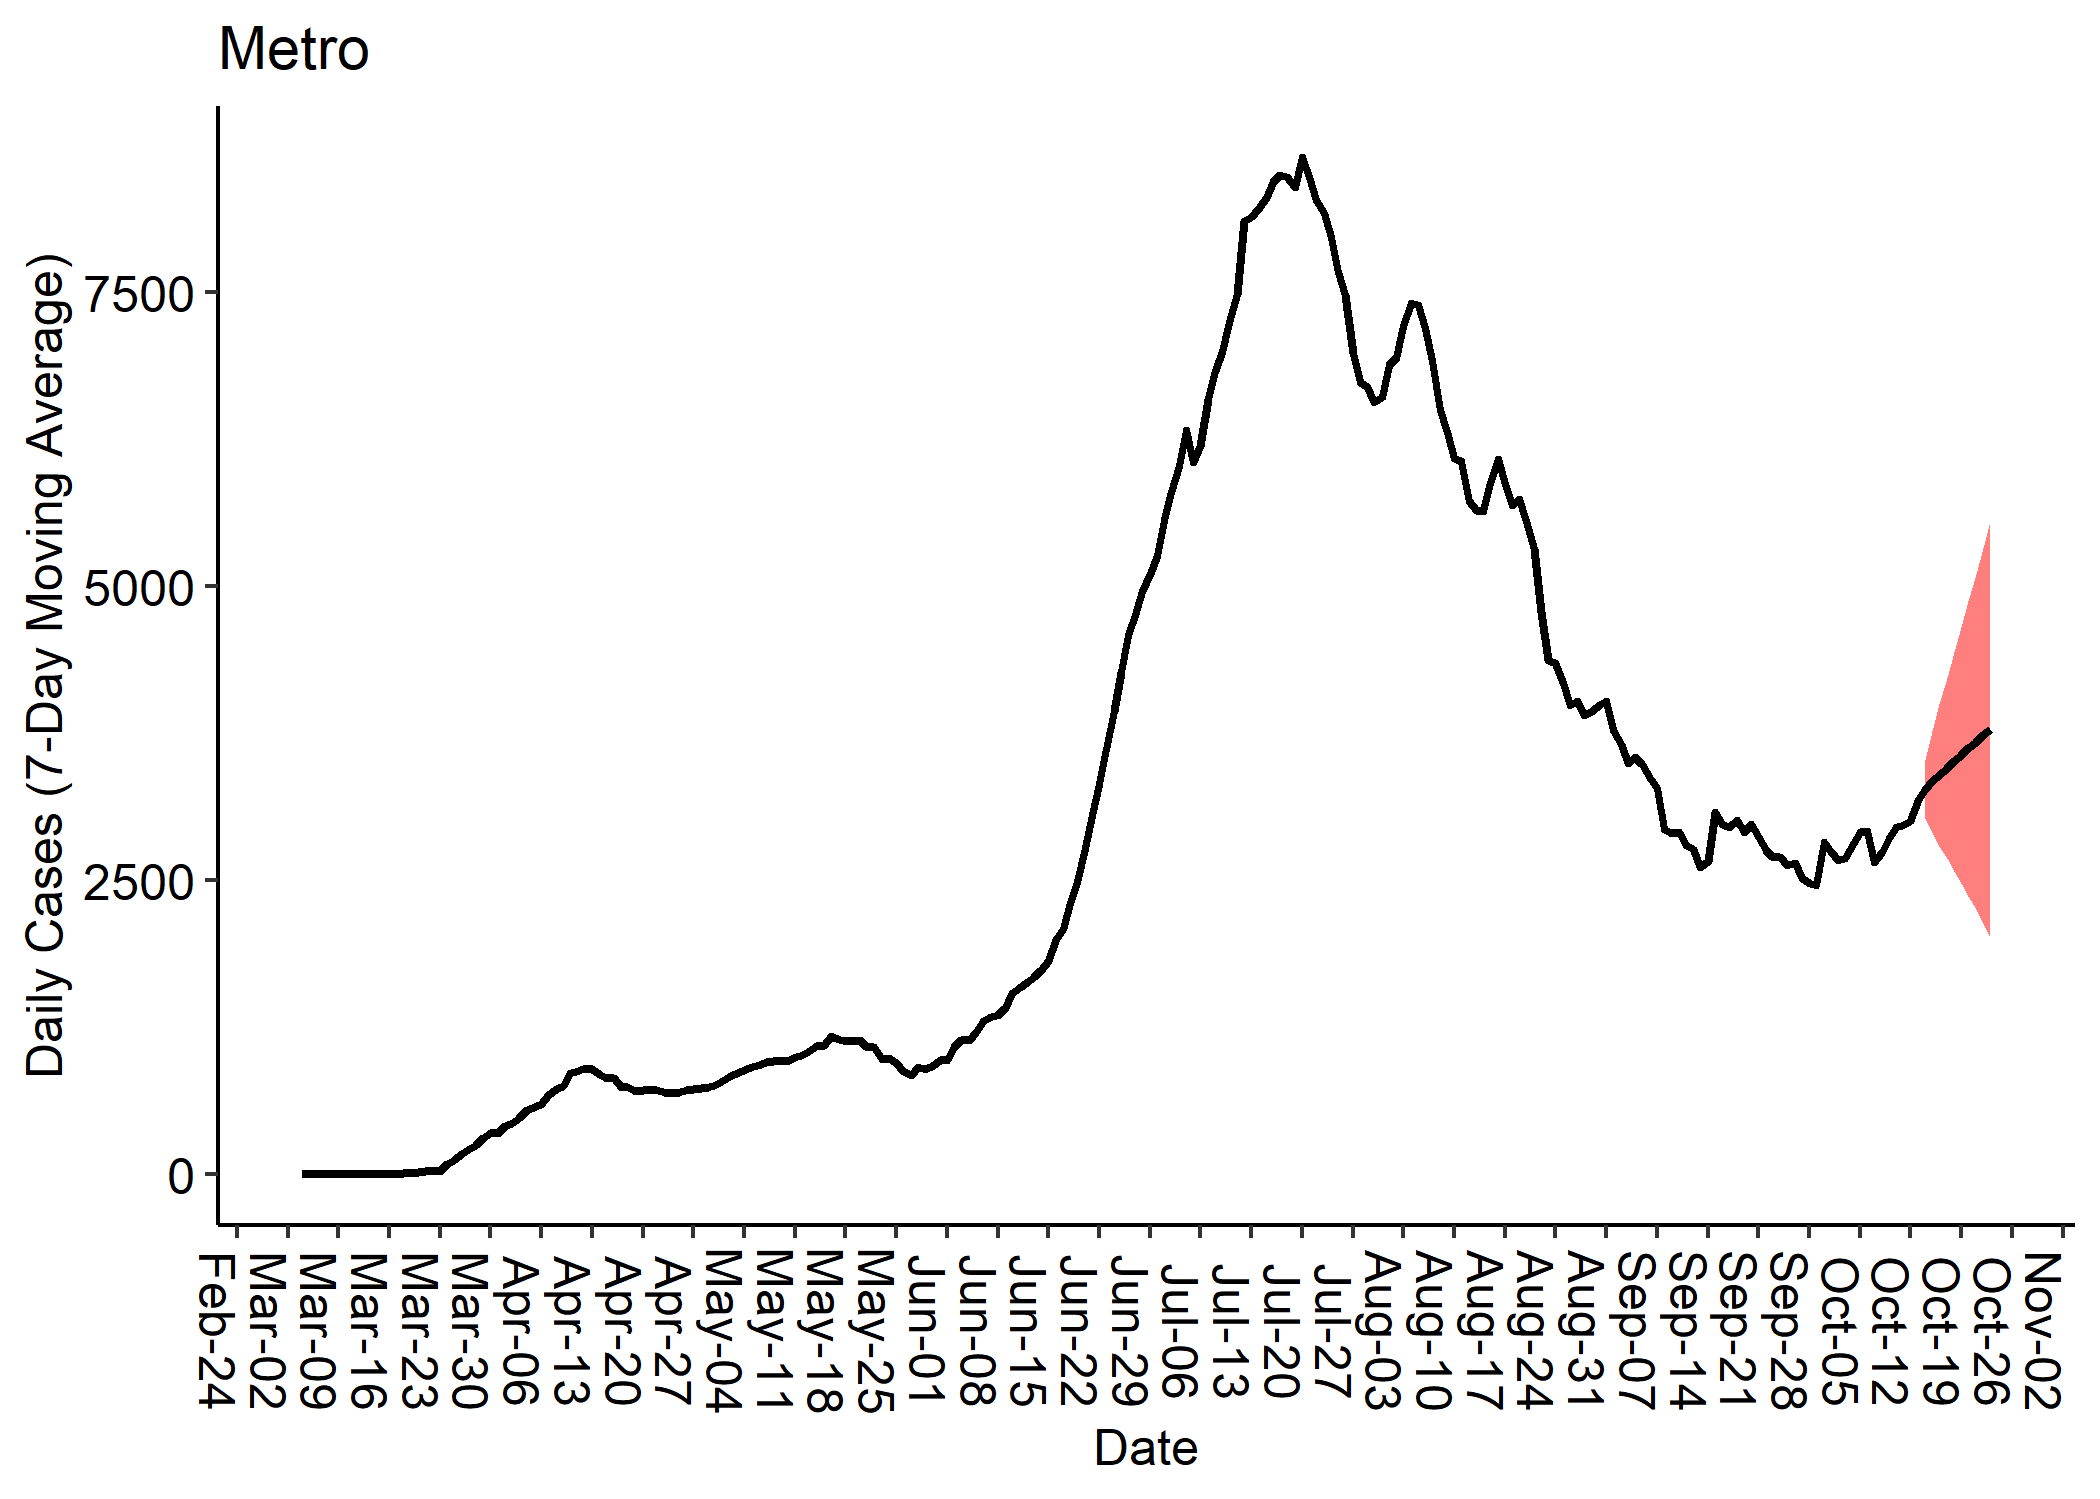 Metro
Daily Cases (7-Day Moving Average)
7500
5000
2500
0
Feb-24
Mar-02
Mar-09
Mar-16
Mar-23
Mar-30
Apr-06
Apr-13
Apr-20
Apr-27
May-04
May-11
May-18
May-25
Jun-01
Jun-08
Jun-15
Jun-22
Jun-29
Jul-06
Jul-13
Jul-20
Jul-27
Aug-03
Aug-10
Aug-17
Aug-24
Aug-31
Sep-07
Sep-14
Sep-21
Sep-28
Oct-05
Oct-12
Oct-19
Oct-26
Nov-02
Date